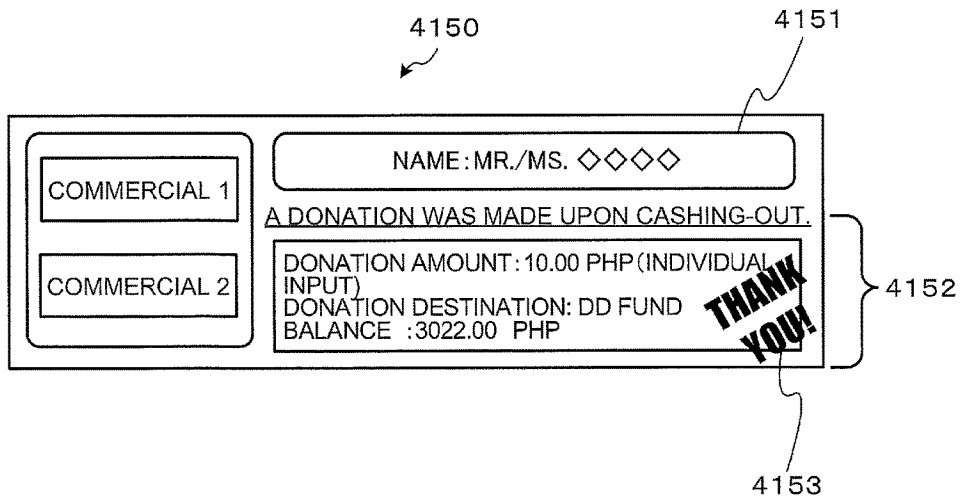 4150
4151
NAME:MR./MS. ◇◇◇◇
COMMERCIAL 1
A DONATION WAS MADE UPON CASHING-OUT.
COMMERCIAL 2
DONATION AMOUNT:10.00 PHP(INDIVIDUAL
INPUT)
DONATION DESTINATION: DD FUND
BALANCE :3022.00 PHP
THANK
YOU!
4152
4153